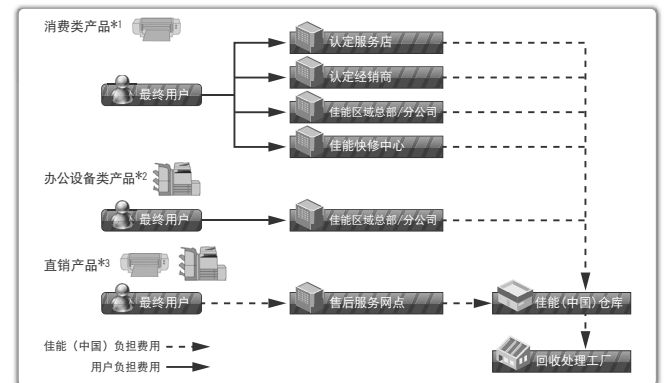 消费类产品*1
认定服务店
认定经销商
最终用户
佳能区域总部/分公司
佳能快修中心
办公设备类产品*2
最终用户
佳能区域总部/分公司
直销产品*3
最终用户
售后服务网点
佳能(中国)仓库
佳能（中国）负担费用
用户负担费用
回收处理工厂